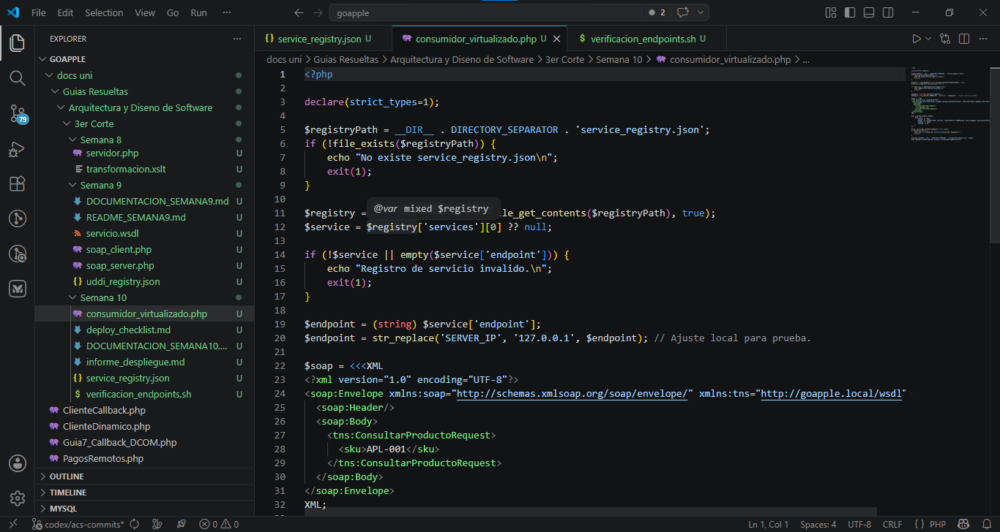 File Edit Selection View Go Run ···
goapple
2
EXPLORER
GOAPPLE
docs uni
Guias Resueltas
Arquitectura y Diseno de Software
3er Corte
Semana 8
servidor.php U
transformacion.xslt U
Semana 9
DOCUMENTACION_SEMANA9.md U
README_SEMANA9.md U
servicio.wsdl U
soap_client.php U
soap_server.php U
uddi_registry.json U
Semana 10
consumidor_virtualizado.php U
deploy_checklist.md U
DOCUMENTACION_SEMANA10.... U
informe_despliegue.md U
service_registry.json U
verificacion_endpoints.sh U
ClienteCallback.php
ClienteDinamico.php
Guia7_Callback_DCOM.php
PagosRemotos.php
OUTLINE
TIMELINE
MYSQL
79
{} service_registry.json U
consumidor_virtualizado.php U
$ verificacion_endpoints.sh U
docs uni > Guias Resueltas > Arquitectura y Diseno de Software > 3er Corte > Semana 10 > consumidor_virtualizado.php > ...
1 <?php
2
3 declare(strict_types=1);
4
5 $registryPath = __DIR__ . DIRECTORY_SEPARATOR . 'service_registry.json';
6 if (!file_exists($registryPath)) {
7 echo "No existe service_registry.json\n";
8 exit(1);
9 }
10
@var mixed $registry
11 $registry = le_get_contents($registryPath), true);
12 $service = $registry['services'][0] ?? null;
13
14 if (!$service || empty($service['endpoint'])) {
15 echo "Registro de servicio invalido.\n";
16 exit(1);
17 }
18
19 $endpoint = (string) $service['endpoint'];
20 $endpoint = str_replace('SERVER_IP', '127.0.0.1', $endpoint); // Ajuste local para prueba.
21
22 $soap = <<<XML
23 <?xml version="1.0" encoding="UTF-8"?>
24 <soap:Envelope xmlns:soap="http://schemas.xmlsoap.org/soap/envelope/" xmlns:tns="http://goapple.local/wsdl"
25 <soap:Header/>
26 <soap:Body>
27 <tns:ConsultarProductoRequest>
28 <sku>APL-001</sku>
29 </tns:ConsultarProductoRequest>
30 </soap:Body>
31 </soap:Envelope>
32 XML;
codex/acs-commits* 0 0 Ln 1, Col 1 Spaces: 4 UTF-8 CRLF {} PHP